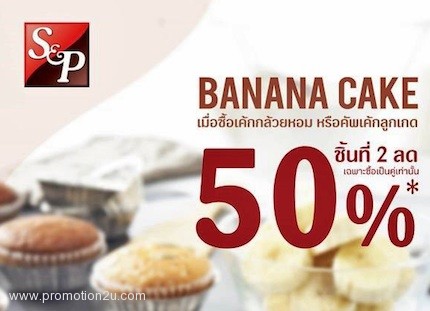 S&P
BANANA CAKE
เมื่อซื้อเค้กกล้วยหอม หรือคัพเค้กลูกเกด
ชิ้นที่ 2 ลด
เฉพาะซื้อเป็นคู่เท่านั้น
50%*
www.promotion2u.com